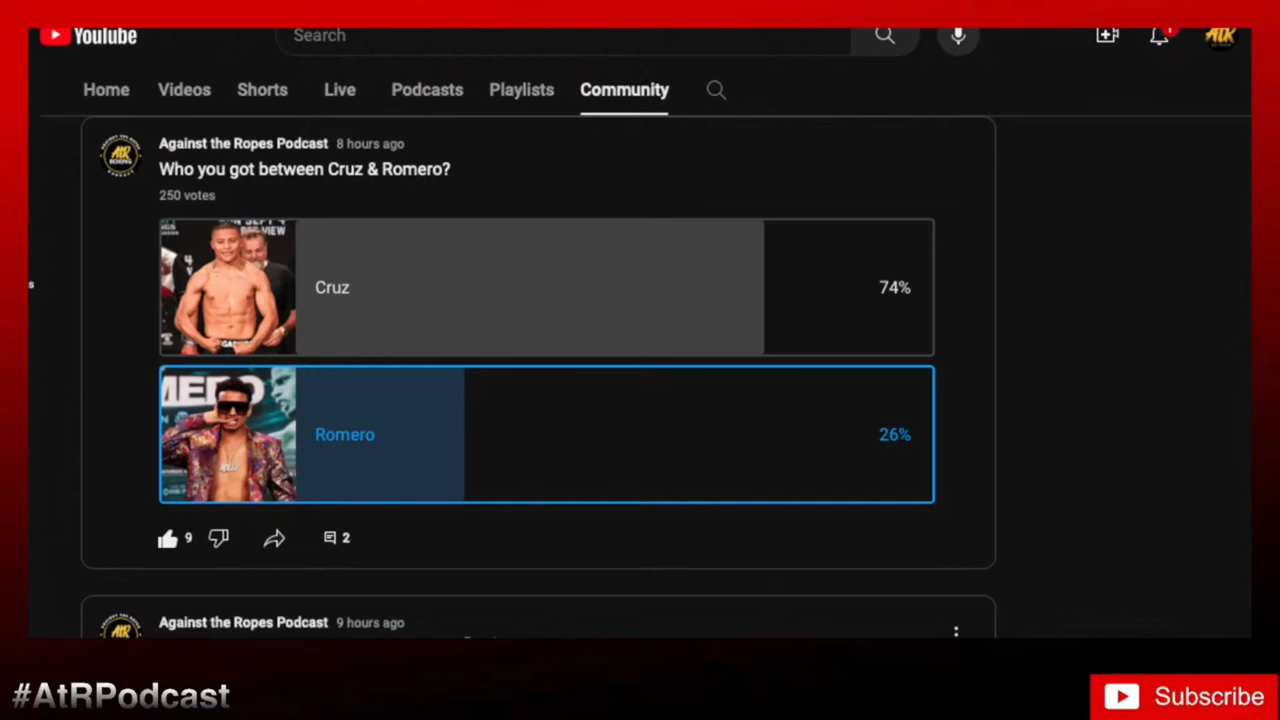 YouTube
Search
Home Videos Shorts Live Podcasts Playlists Community
Against the Ropes Podcast 8 hours ago
Who you got between Cruz & Romero?
250 votes
VIEW
Cruz
74%
MERO
Romero
26%
9
2
Against the Ropes Podcast 9 hours ago
#AtRPodcast
Subscribe